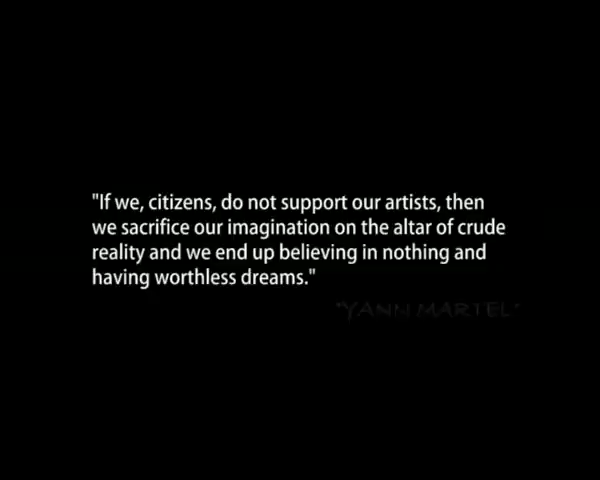 "If we, citizens, do not support our artists, then
we sacrifice our imagination on the altar of crude
reality and we end up believing in nothing and
having worthless dreams."
"YANN MARTEL"